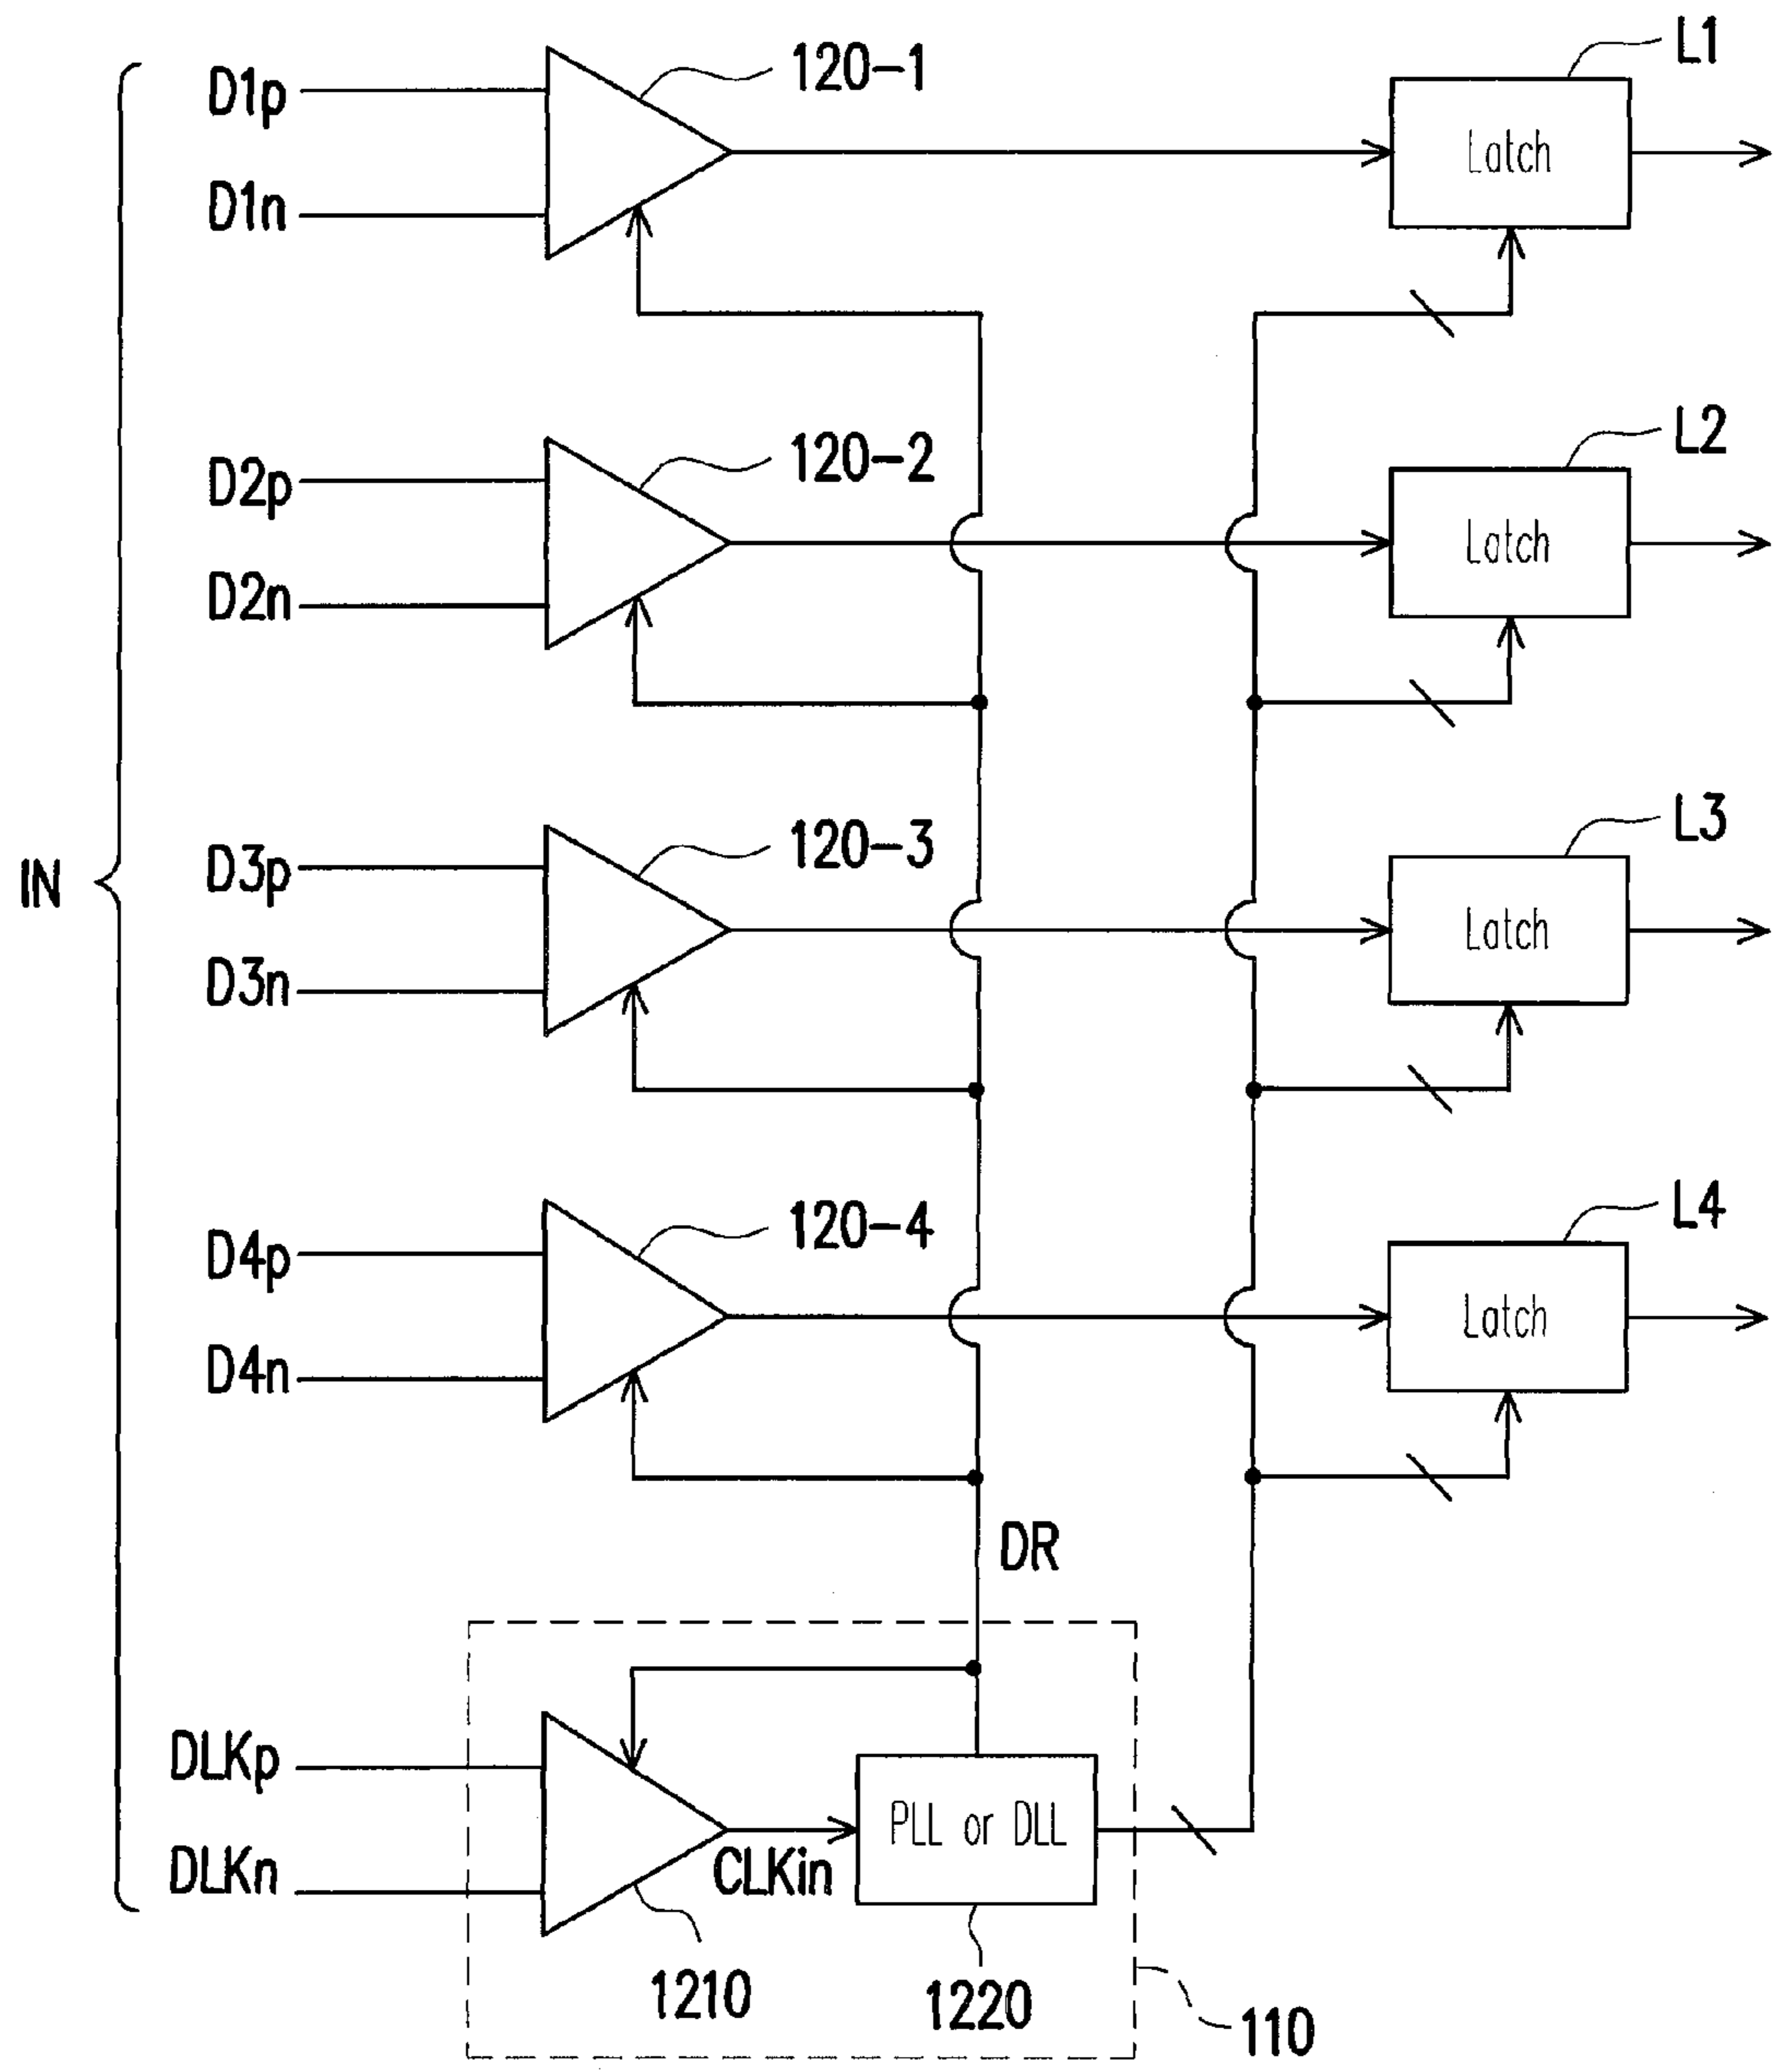 D1p
120-1
L1
Latch
D1n
D2p
120-2
L2
Latch
D2n
D3p
120-3
L3
IN
Latch
D3n
D4p
120-4
L4
Latch
D4n
DR
DLKp
PLL or DLL
DLKn
CLKin
1210
1220
110